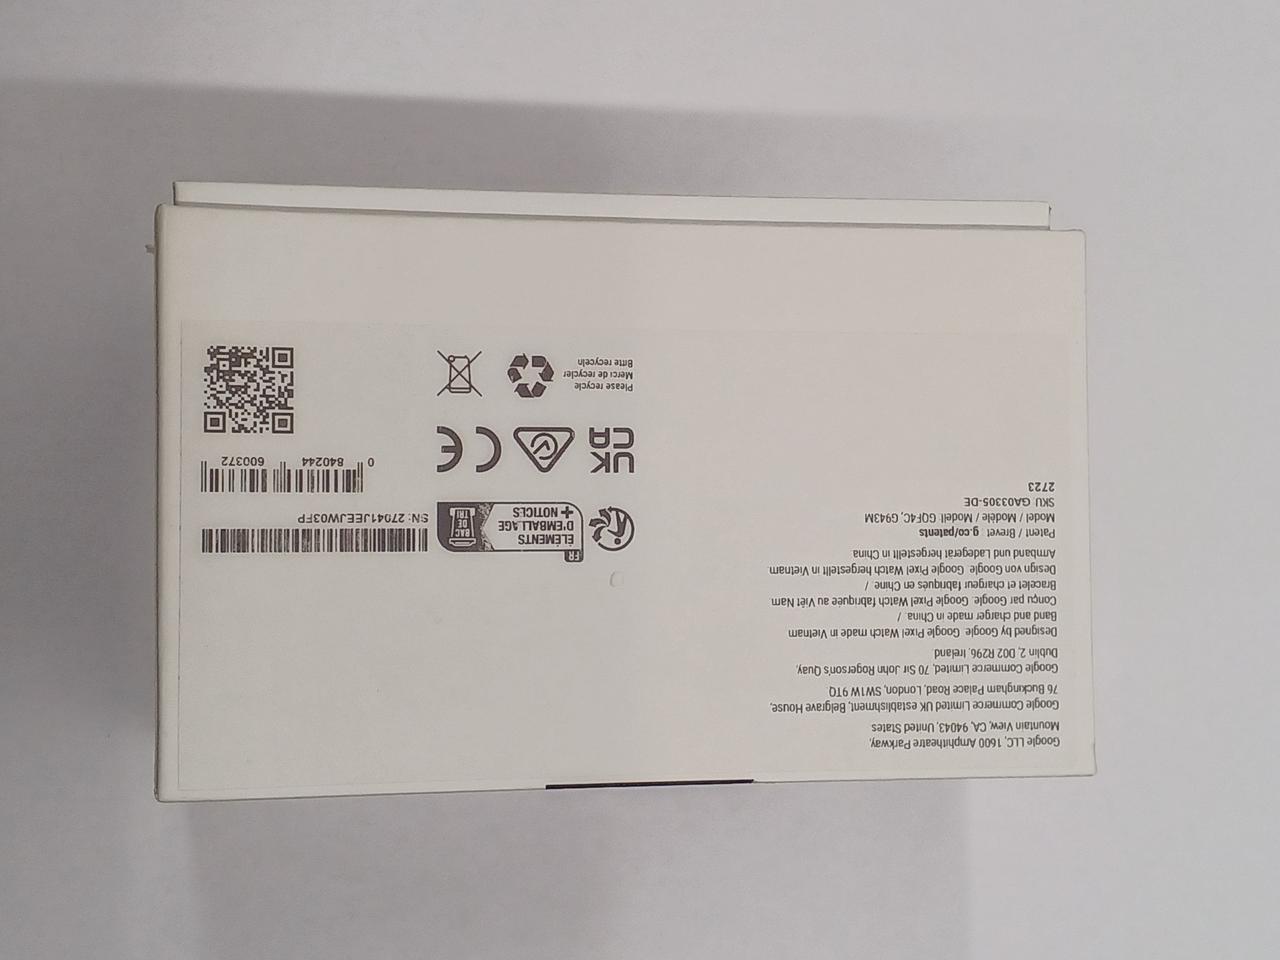 Google LLC, 1600 Amphitheatre Parkway,
Mountain View, CA, 94043, United States
Google Commerce Limited UK establishment, Belgrave House,
76 Buckingham Palace Road, London, SW1W 9TQ
Google Commerce Limited, 70 Sir John Rogerson's Quay,
Dublin 2, D02 R296, Ireland
Designed by Google. Google Pixel Watch made in Vietnam
Band and charger made in China. /
Conçu par Google. Google Pixel Watch fabriquée au Việt Nam
Bracelet et chargeur fabriqués en Chine. /
Design von Google. Google Pixel Watch hergestellt in Vietnam.
Armband und Ladegerät hergestellt in China
Patent / Brevet: g.co/patents
Model / Modèle / Modell: GQF4C, G943M
SKU: GA03305-DE
2723
FR
ÉLÉMENTS
D'EMBALLAGE
+ NOTICES
BAC
DE
TRI
SN: 27041JEEJW03FP
UK
CA
CE
0 840244 600372
Please recycle
Merci de recycler
Bitte recyceln